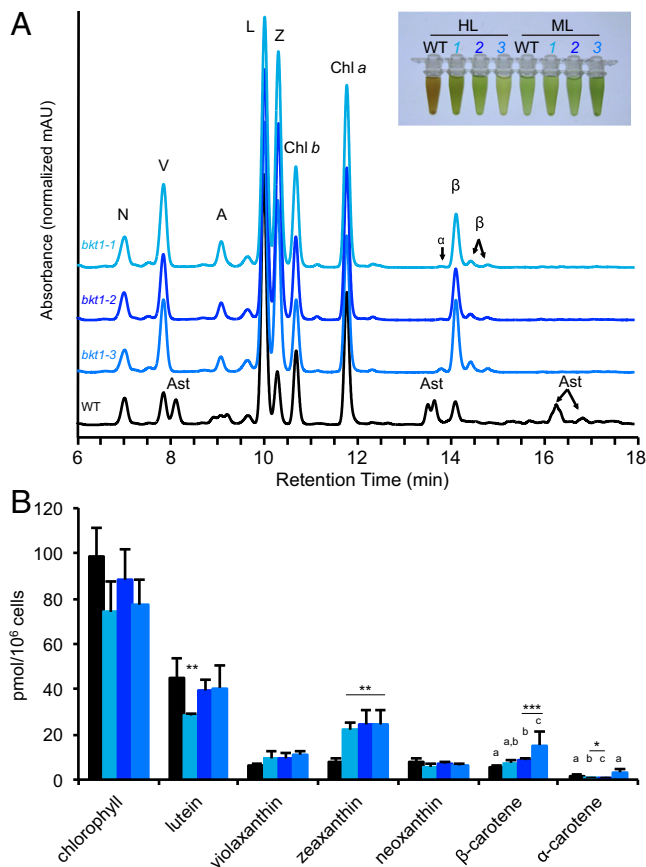 A
HL ML
WT 1 2 3 WT 1 2 3
L
Z
Chl a
Chl b
V
N
A
β
α
β
bkt1-1
bkt1-2
bkt1-3
WT
Ast
Ast
Ast
Absorbance (normalized mAU)
6 8 10 12 14 16 18
Retention Time (min)
B
pmol/10⁶ cells
120
100
80
60
40
20
0
**
**
a a,b b c
***
a b c a
*
chlorophyll
lutein
violaxanthin
zeaxanthin
neoxanthin
β-carotene
α-carotene